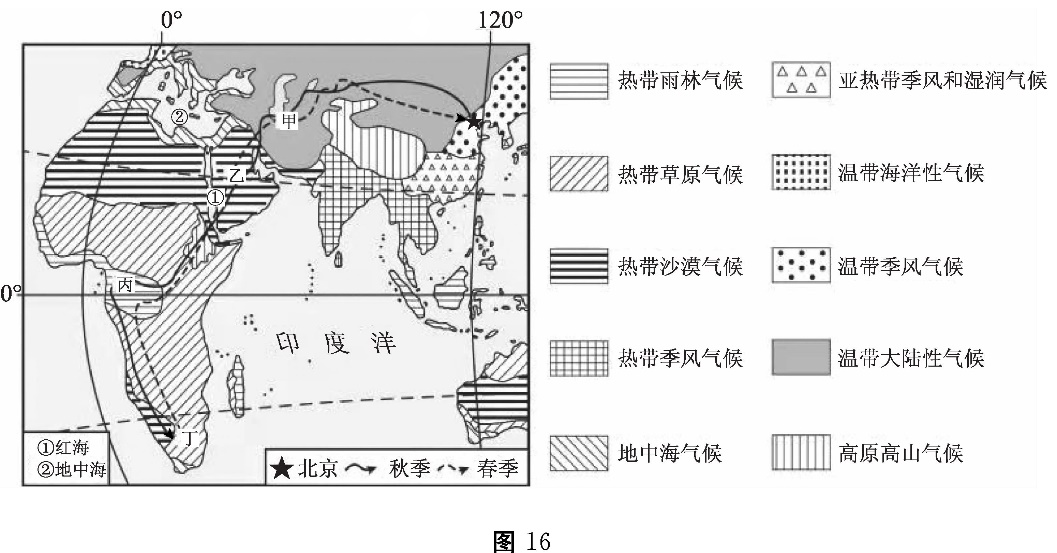 0° 120°
②
甲
乙
①
丙
0°
印度洋
丁
①红海
②地中海
★北京 秋季 春季
热带雨林气候 亚热带季风和湿润气候
热带草原气候 温带海洋性气候
热带沙漠气候 温带季风气候
热带季风气候 温带大陆性气候
地中海气候 高原高山气候
图 16